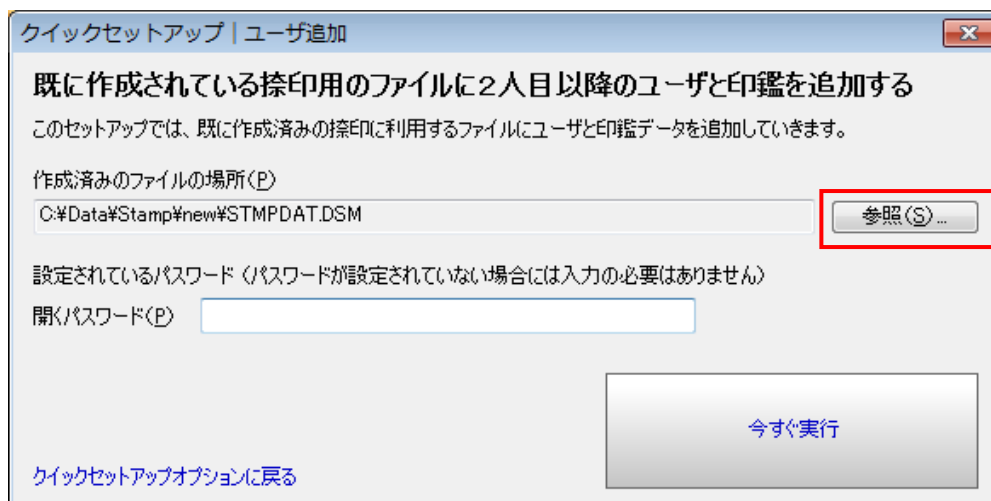 クイックセットアップ | ユーザ追加
既に作成されている捺印用のファイルに２人目以降のユーザと印鑑を追加する
このセットアップでは、既に作成済みの捺印に利用するファイルにユーザと印鑑データを追加していきます。
作成済みのファイルの場所(P)
C:¥Data¥Stamp¥new¥STMPDAT.DSM
参照(S)...
設定されているパスワード（パスワードが設定されていない場合には入力の必要はありません）
開くパスワード(P)
今すぐ実行
クイックセットアップオプションに戻る